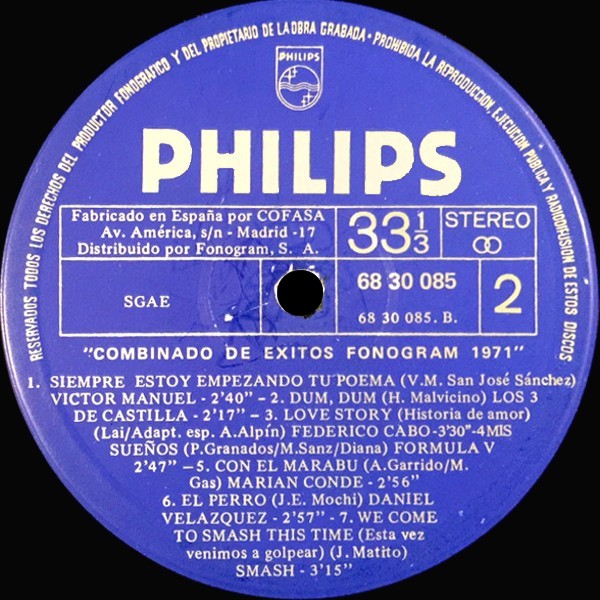 RESERVADOS TODOS LOS DERECHOS DEL PRODUCTOR FONOGRAFICO Y DEL PROPIETARIO DE LA OBRA GRABADA · PROHIBIDA LA REPRODUCCION, EJECUCION PUBLICA Y RADIODIFUSION DE ESTOS DISCOS
PHILIPS
PHILIPS
Fabricado en España por COFASA
Av. América, s/n - Madrid -17
Distribuido por Fonogram, S. A.
33 1/3
STEREO
SGAE
68 30 085
68 30 085. B.
2
"COMBINADO DE EXITOS FONOGRAM 1971"
1. SIEMPRE ESTOY EMPEZANDO TU POEMA (V.M. San José Sánchez)
VICTOR MANUEL - 2'40" - 2. DUM, DUM (H. Malvicino) LOS 3
DE CASTILLA - 2'17" - 3. LOVE STORY (Historia de amor)
(Lai/Adapt. esp. A.Alpín) FEDERICO CABO-3'30"-4MIS
SUEÑOS (P.Granados/M.Sanz/Diana) FORMULA V
2'47" -5. CON EL MARABU (A.Garrido/M.
Gas) MARIAN CONDE - 2'56"
6. EL PERRO (J.E. Mochi) DANIEL
VELAZQUEZ - 2'57" - 7. WE COME
TO SMASH THIS TIME (Esta vez
venimos a golpear) (J. Matito)
SMASH - 3'15"